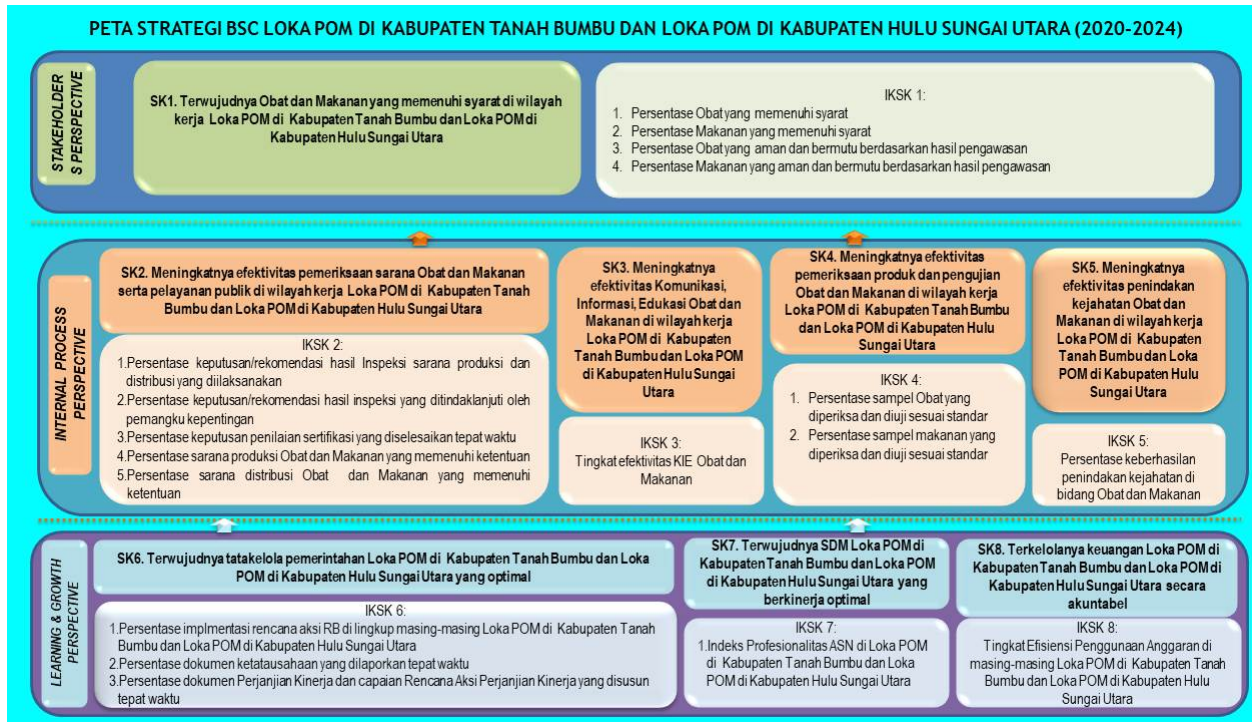 PETA STRATEGI BSC LOKA POM DI KABUPATEN TANAH BUMBU DAN LOKA POM DI KABUPATEN HULU SUNGAI UTARA (2020-2024)
STAKEHOLDER
S PERSPECTIVE
SK1. Terwujudnya Obat dan Makanan yang memenuhi syarat di wilayah
kerja Loka POM di Kabupaten Tanah Bumbu dan Loka POM di
Kabupaten Hulu Sungai Utara
IKSK 1:
1. Persentase Obat yang memenuhi syarat
2. Persentase Makanan yang memenuhi syarat
3. Persentase Obat yang aman dan bermutu berdasarkan hasil pengawasan
4. Persentase Makanan yang aman dan bermutu berdasarkan hasil pengawasan
INTERNAL PROCESS
PERSPECTIVE
SK2. Meningkatnya efektivitas pemeriksaan sarana Obat dan Makanan
serta pelayanan publik di wilayah kerja Loka POM di Kabupaten Tanah
Bumbu dan Loka POM di Kabupaten Hulu Sungai Utara
IKSK 2:
1.Persentase keputusan/rekomendasi hasil Inspeksi sarana produksi dan
distribusi yang dilaksanakan
2.Persentase keputusan/rekomendasi hasil inspeksi yang ditindaklanjuti oleh
pemangku kepentingan
3.Persentase keputusan penilaian sertifikasi yang diselesaikan tepat waktu
4.Persentase sarana produksi Obat dan Makanan yang memenuhi ketentuan
5.Persentase sarana distribusi Obat dan Makanan yang memenuhi
ketentuan
SK3. Meningkatnya
efektivitas Komunikasi,
Informasi, Edukasi Obat dan
Makanan di wilayah kerja
Loka POM di Kabupaten
Tanah Bumbu dan Loka POM
di Kabupaten Hulu Sungai
Utara
IKSK 3:
Tingkat efektivitas KIE Obat dan
Makanan
SK4. Meningkatnya efektivitas
pemeriksaan produk dan pengujian
Obat dan Makanan di wilayah kerja
Loka POM di Kabupaten Tanah Bumbu
dan Loka POM di Kabupaten Hulu
Sungai Utara
IKSK 4:
1. Persentase sampel Obat yang
diperiksa dan diuji sesuai standar
2. Persentase sampel makanan yang
diperiksa dan diuji sesuai standar
SK5. Meningkatnya
efektivitas penindakan
kejahatan Obat dan
Makanan di wilayah kerja
Loka POM di Kabupaten
Tanah Bumbu dan Loka
POM di Kabupaten Hulu
Sungai Utara
IKSK 5:
Persentase keberhasilan
penindakan kejahatan di
bidang Obat dan Makanan
LEARNING & GROWTH
PERSPECTIVE
SK6. Terwujudnya tatakelola pemerintahan Loka POM di Kabupaten Tanah Bumbu dan Loka
POM di Kabupaten Hulu Sungai Utara yang optimal
IKSK 6:
1.Persentase implmentasi rencana aksi RB di lingkup masing-masing Loka POM di Kabupaten Tanah
Bumbu dan Loka POM di Kabupaten Hulu Sungai Utara
2.Persentase dokumen ketatausahaan yang dilaporkan tepat waktu
3.Persentase dokumen Perjanjian Kinerja dan capaian Rencana Aksi Perjanjian Kinerja yang disusun
tepat waktu
SK7. Terwujudnya SDM Loka POM di
Kabupaten Tanah Bumbu dan Loka POM
di Kabupaten Hulu Sungai Utara yang
berkinerja optimal
IKSK 7:
1.Indeks Profesionalitas ASN di Loka POM
di Kabupaten Tanah Bumbu dan Loka
POM di Kabupaten Hulu Sungai Utara
SK8. Terkelolanya keuangan Loka POM di
Kabupaten Tanah Bumbu dan Loka POM di
Kabupaten Hulu Sungai Utara secara
akuntabel
IKSK 8:
Tingkat Efisiensi Penggunaan Anggaran di
masing-masing Loka POM di Kabupaten Tanah
Bumbu dan Loka POM di Kabupaten Hulu
Sungai Utara